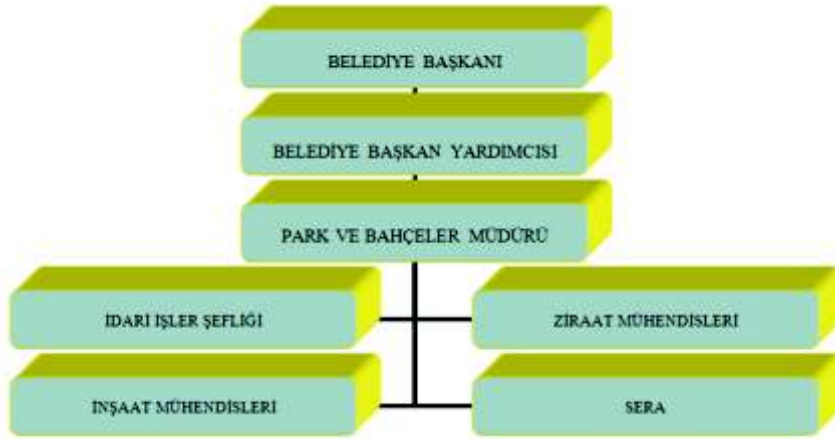 BELEDİYE BAŞKANI
BELEDİYE BAŞKAN YARDIMCISI
PARK VE BAHÇELER MÜDÜRÜ
İDARİ İŞLER ŞEFLİĞİ
ZİRAAT MÜHENDİSLERİ
İNŞAAT MÜHENDİSLERİ
SERA